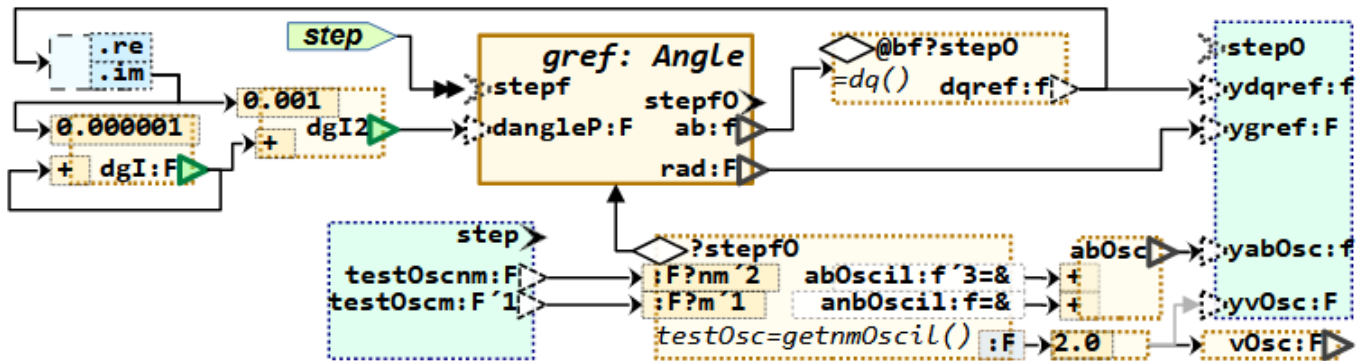 step
.re
.im
0.000001
+
dgI:F
0.001
+
dgI2
gref: Angle
stepf
dangleP:F
stepfO
ab:f
rad:F
@bf?stepO
=dq()
dqref:f
stepO
ydqref:f
ygref:F
yabOsc:f
yvOsc:F
step
testOscnm:F
testOscm:F´1
?stepfO
:F?nm´2
:F?m´1
abOscil:f´3=&
anbOscil:f=&
testOsc=getnmOscil()
:F
+
+
abOsc
2.0
vOsc:F